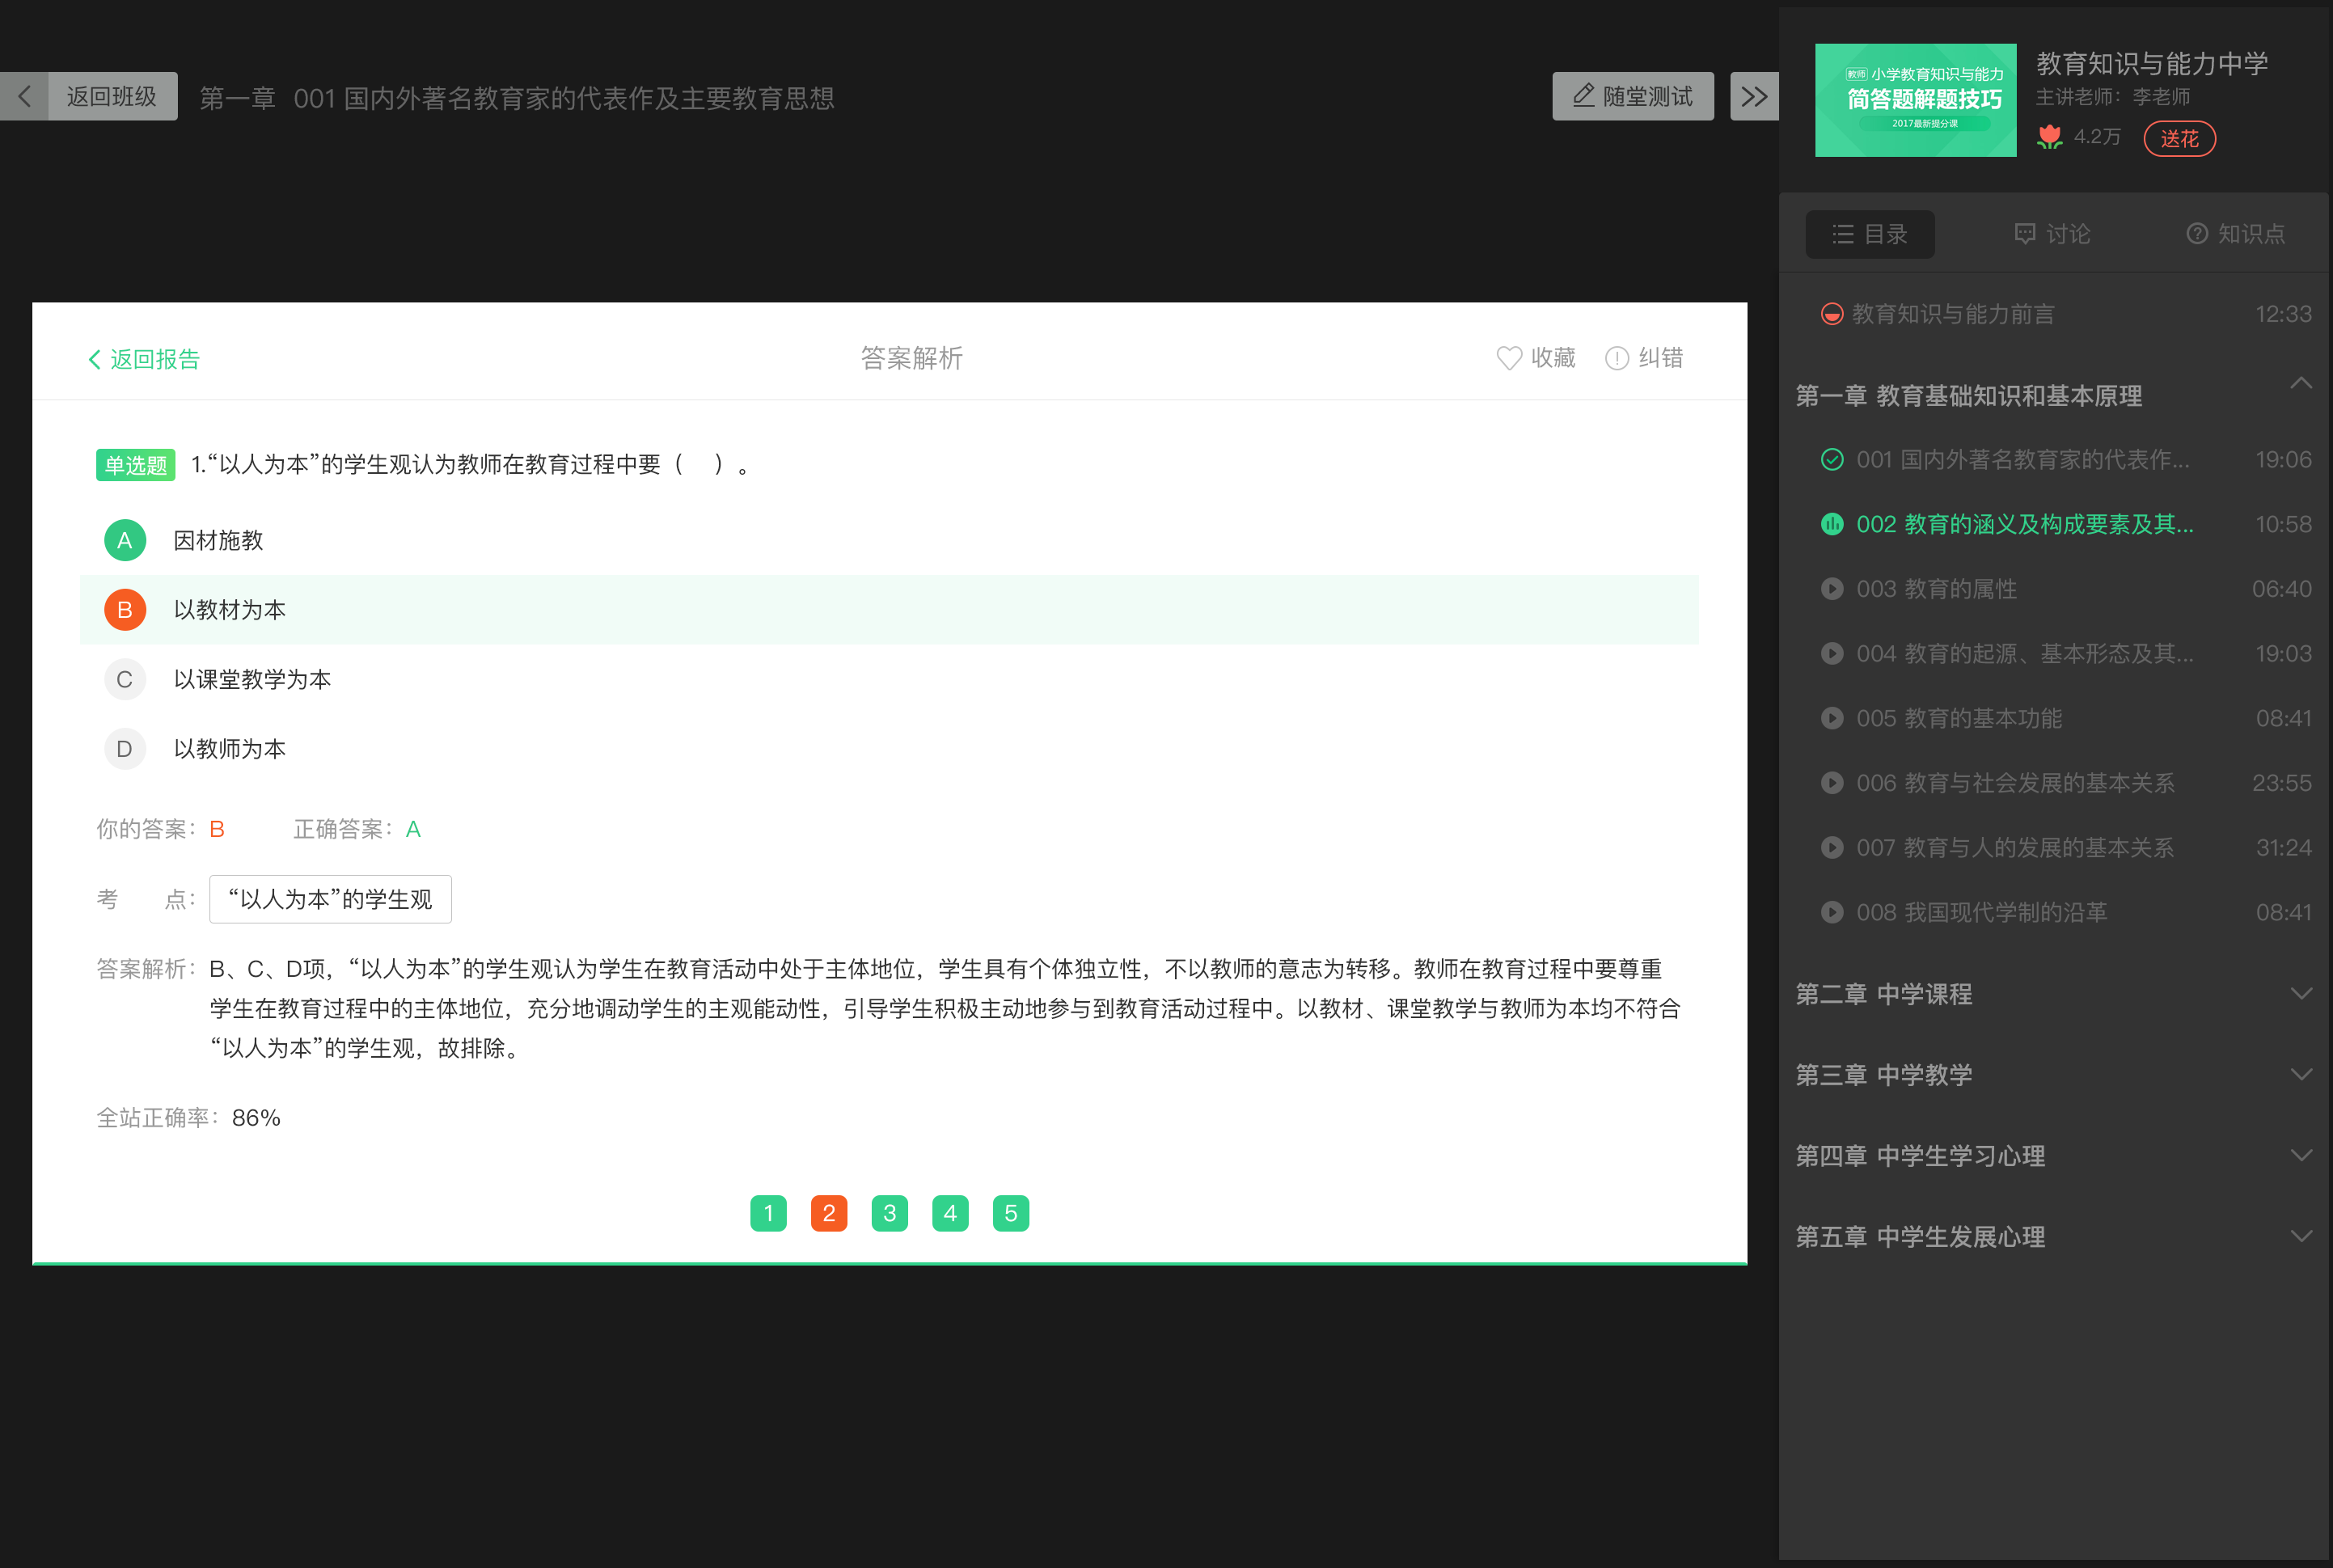 返回班级
第一章 001 国内外著名教育家的代表作及主要教育思想
随堂测试
教师 小学教育知识与能力
简答题解题技巧
2017最新提分课
教育知识与能力中学
主讲老师：李老师
4.2万 送花
目录 讨论 知识点
返回报告 答案解析 收藏 纠错
单选题 1.“以人为本”的学生观认为教师在教育过程中要（ ）。
A 因材施教
B 以教材为本
C 以课堂教学为本
D 以教师为本
你的答案：B 正确答案：A
考 点：“以人为本”的学生观
答案解析：B、C、D项，“以人为本”的学生观认为学生在教育活动中处于主体地位，学生具有个体独立性，不以教师的意志为转移。教师在教育过程中要尊重
学生在教育过程中的主体地位，充分地调动学生的主观能动性，引导学生积极主动地参与到教育活动过程中。以教材、课堂教学与教师为本均不符合
“以人为本”的学生观，故排除。
全站正确率：86%
1 2 3 4 5
教育知识与能力前言 12:33
第一章 教育基础知识和基本原理
001 国内外著名教育家的代表作... 19:06
002 教育的涵义及构成要素及其... 10:58
003 教育的属性 06:40
004 教育的起源、基本形态及其... 19:03
005 教育的基本功能 08:41
006 教育与社会发展的基本关系 23:55
007 教育与人的发展的基本关系 31:24
008 我国现代学制的沿革 08:41
第二章 中学课程
第三章 中学教学
第四章 中学生学习心理
第五章 中学生发展心理